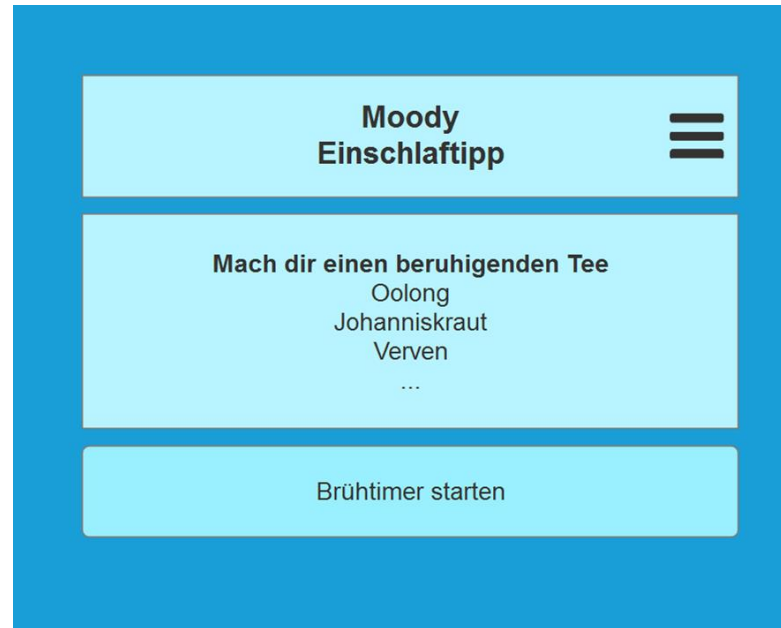 Moody
Einschlaftipp
Mach dir einen beruhigenden Tee
Oolong
Johanniskraut
Verven
...
Brühtimer starten